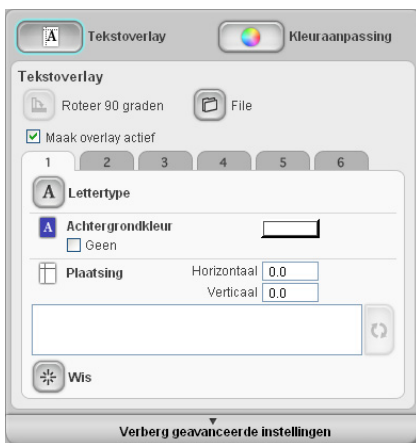 Tekstoverlay Kleuraanpassing
Tekstoverlay
Roteer 90 graden File
Maak overlay actief
1 2 3 4 5 6
A Lettertype
A Achtergrondkleur
Geen
Plaatsing Horizontaal 0.0
Verticaal 0.0
Wis
Verberg geavanceerde instellingen